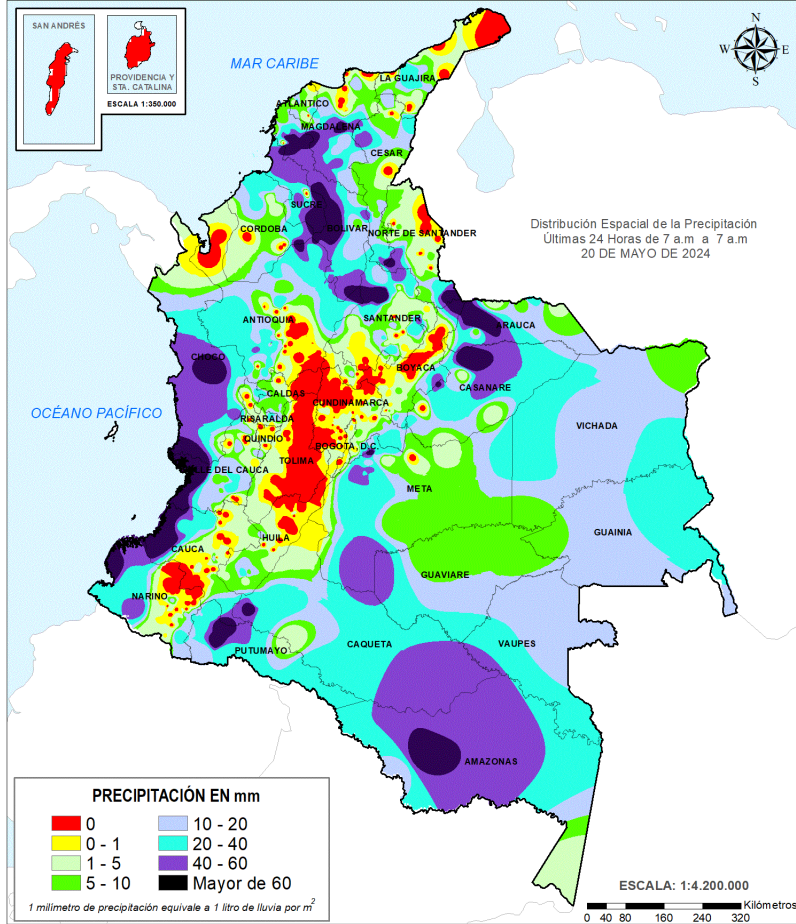 SAN ANDRÉS
PROVIDENCIA Y
STA. CATALINA
ESCALA 1:350.000
N
W E
S
MAR CARIBE
LA GUAJIRA
ATLANTICO
MAGDALENA
CESAR
SUCRE
BOLIVAR
CORDOBA
NORTE DE SANTANDER
Distribución Espacial de la Precipitación
Últimas 24 Horas de 7 a.m a 7 a.m
20 DE MAYO DE 2024
ANTIOQUIA
SANTANDER
ARAUCA
CHOCO
BOYACA
CASANARE
CALDAS
CUNDINAMARCA
OCÉANO PACÍFICO
RISARALDA
VICHADA
QUINDIO
BOGOTA, D.C.
TOLIMA
VALLE DEL CAUCA
META
GUAINIA
HUILA
CAUCA
GUAVIARE
NARINO
PUTUMAYO
CAQUETA
VAUPES
AMAZONAS
PRECIPITACIÓN EN mm
0
0 - 1
1 - 5
5 - 10
10 - 20
20 - 40
40 - 60
Mayor de 60
1 milímetro de precipitación equivale a 1 litro de lluvia por m2
ESCALA: 1:4.200.000
Kilómetros
0 40 80 160 240 320